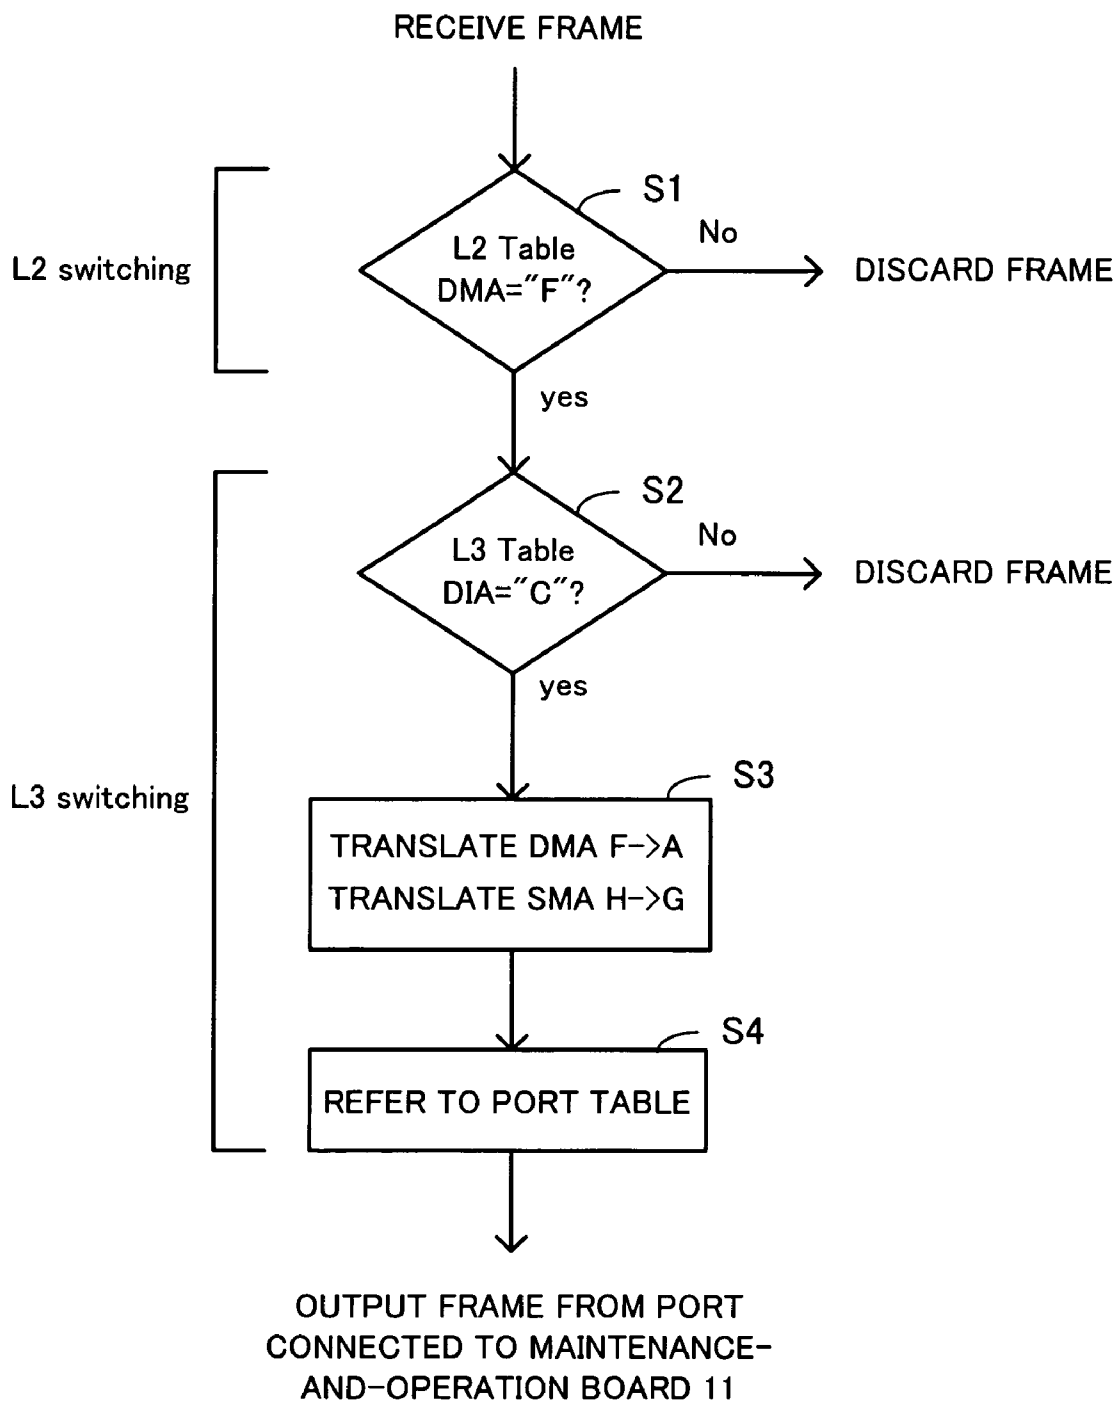 RECEIVE FRAME
S1
L2 Table
DMA="F"?
No
DISCARD FRAME
L2 switching
yes
S2
L3 Table
DIA="C"?
No
DISCARD FRAME
yes
L3 switching
S3
TRANSLATE DMA F->A
TRANSLATE SMA H->G
S4
REFER TO PORT TABLE
OUTPUT FRAME FROM PORT
CONNECTED TO MAINTENANCE-
AND-OPERATION BOARD 11